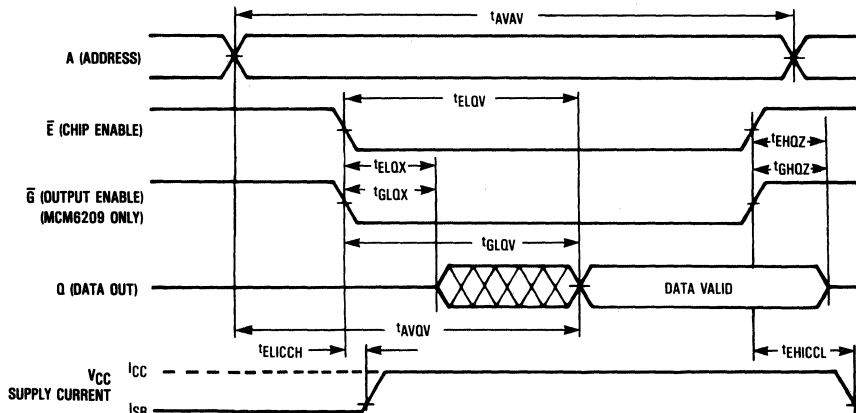 tAVAV
A (ADDRESS)
tELQV
E̅ (CHIP ENABLE)
tEHQZ
tELQX
tGHQZ
tGLQX
G̅ (OUTPUT ENABLE)
(MCM6209 ONLY)
tGLQV
Q (DATA OUT)
DATA VALID
tAVQV
tELICCH
tEHICCL
VCC
SUPPLY CURRENT
ICC
ISB